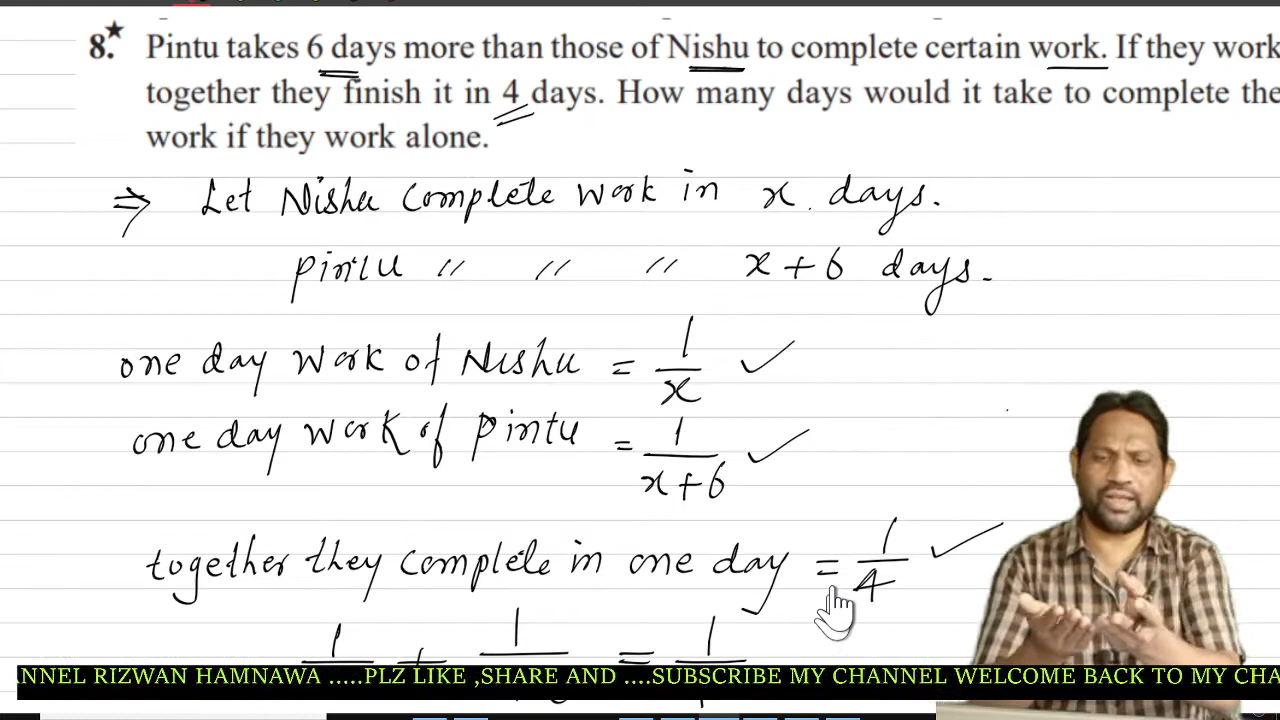 8.★ Pintu takes 6 days more than those of Nishu to complete certain work. If they work
together they finish it in 4 days. How many days would it take to complete the
work if they work alone.
⇒ Let Nishu complete work in x days.
pintu " " " x + 6 days.
one day work of Nishu = 1/x ✓
one day work of pintu = 1/x+6 ✓
together they complete in one day = 1/4 ✓
1 + 1 = 1
ANNEL RIZWAN HAMNAWA .....PLZ LIKE ,SHARE AND ....SUBSCRIBE MY CHANNEL WELCOME BACK TO MY CHA